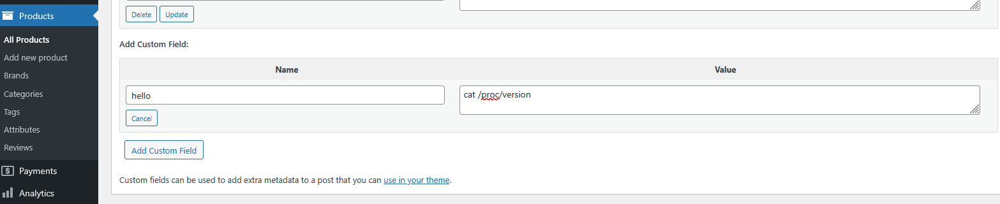 Products
All Products
Add new product
Brands
Categories
Tags
Attributes
Reviews
Payments
Analytics
Delete Update
Add Custom Field:
Name Value
hello cat /proc/version
Cancel
Add Custom Field
Custom fields can be used to add extra metadata to a post that you can use in your theme.